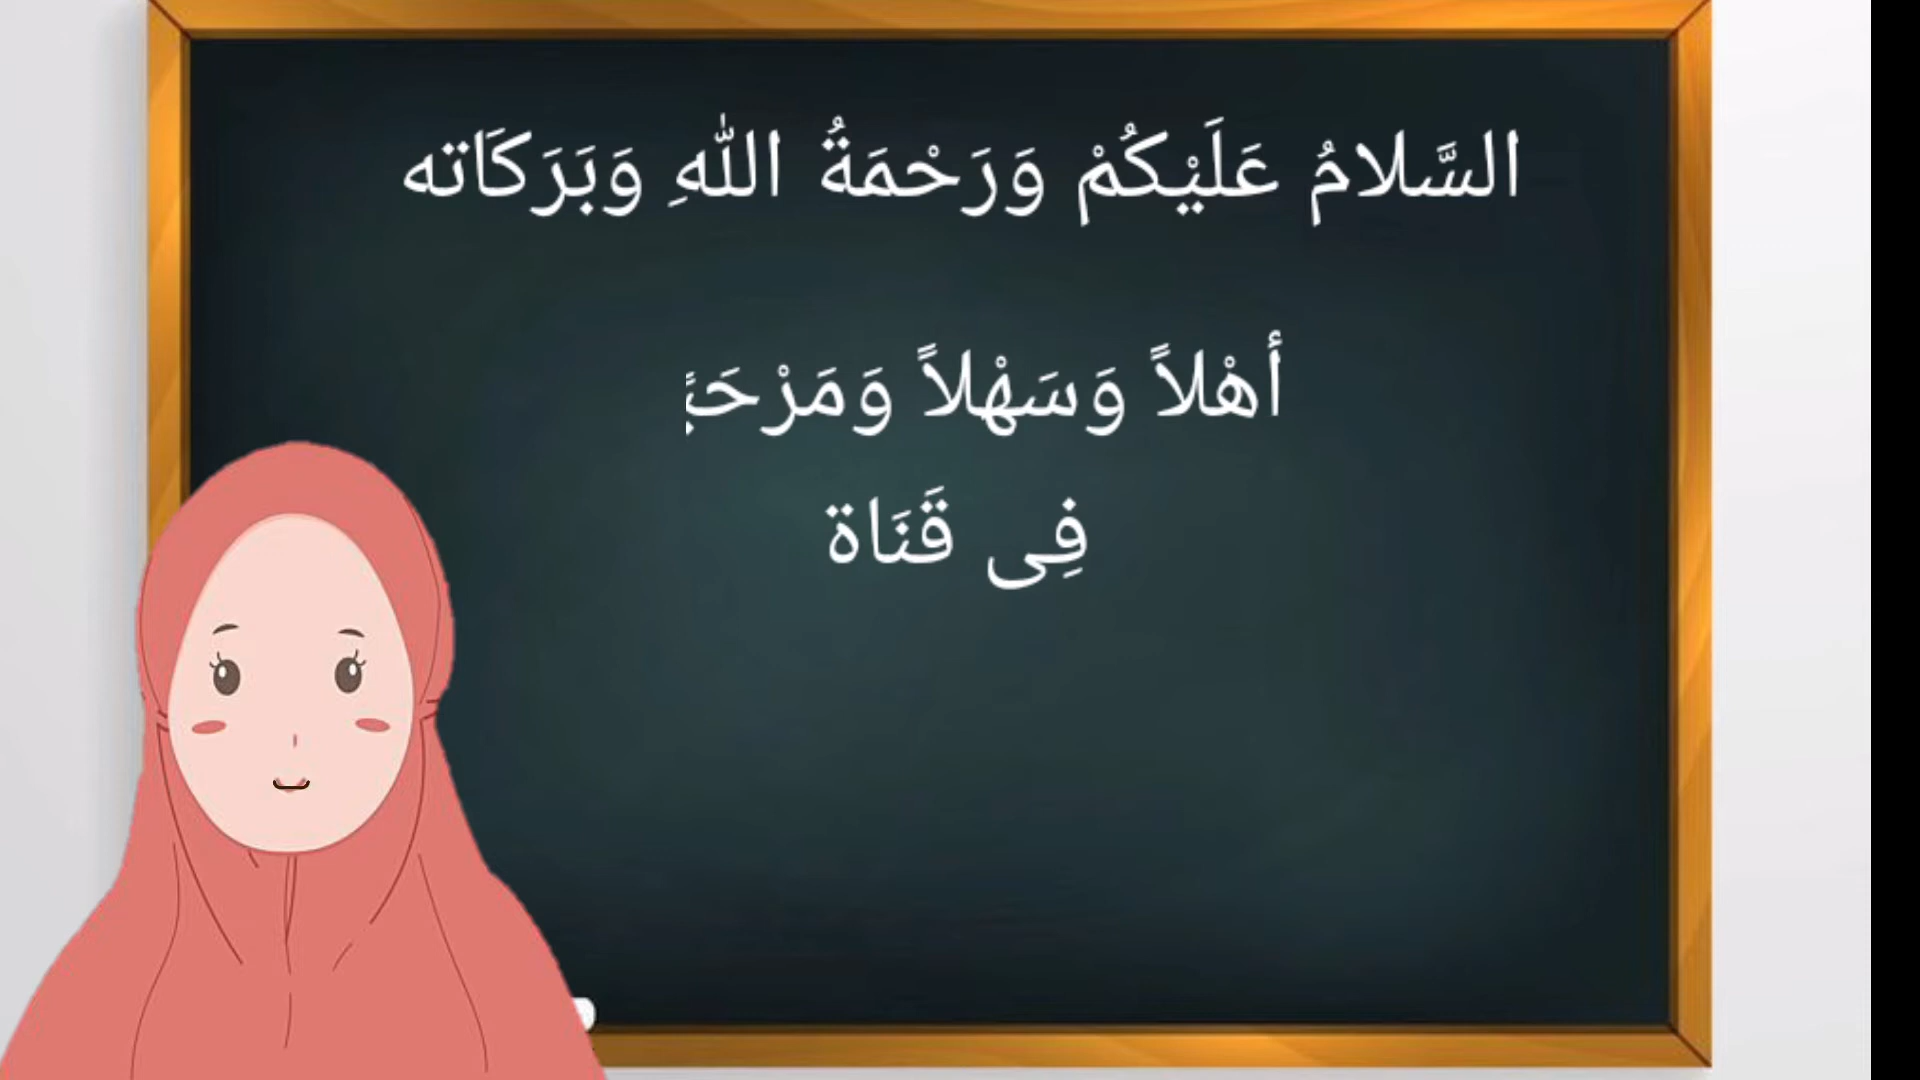 السَّلامُ عَلَيْكُمْ وَرَحْمَةُ اللهِ وَبَرَكَاته
أهْلاً وَسَهْلاً
فِى قَنَاة